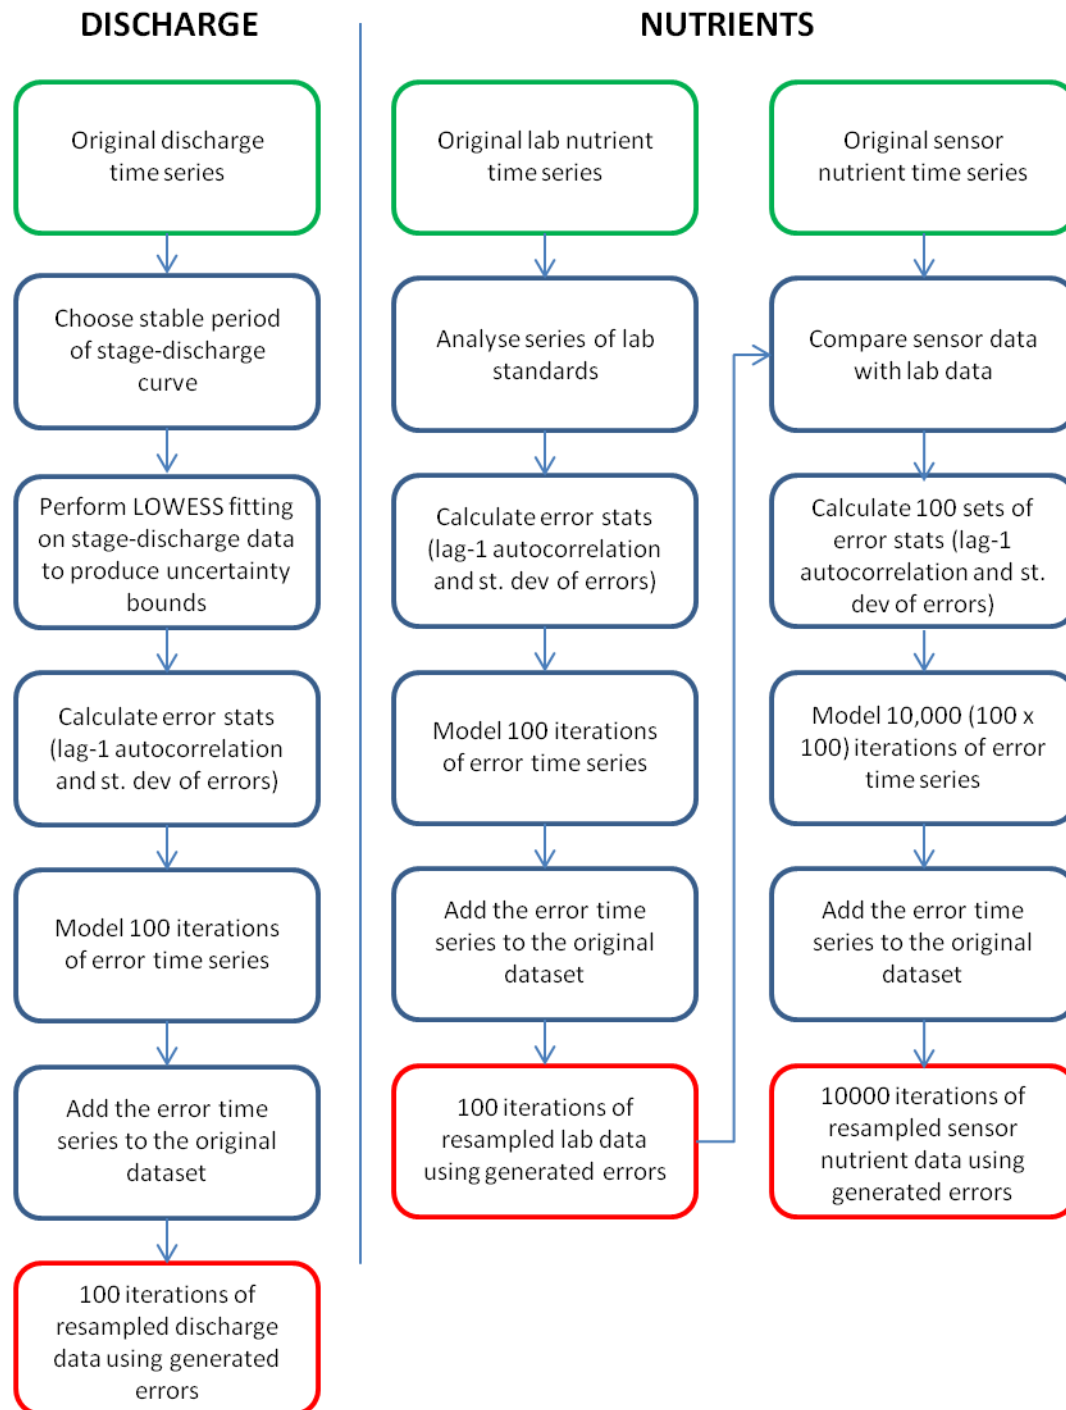 DISCHARGE
Original discharge
time series
Choose stable period
of stage-discharge
curve
Perform LOWESS fitting
on stage-discharge data
to produce uncertainty
bounds
Calculate error stats
(lag-1 autocorrelation
and st. dev of errors)
Model 100 iterations
of error time series
Add the error time
series to the original
dataset
100 iterations of
resampled discharge
data using generated
errors
NUTRIENTS
Original lab nutrient
time series
Analyse series of lab
standards
Calculate error stats
(lag-1 autocorrelation
and st. dev of errors)
Model 100 iterations
of error time series
Add the error time
series to the original
dataset
100 iterations of
resampled lab data
using generated errors
Original sensor
nutrient time series
Compare sensor data
with lab data
Calculate 100 sets of
error stats (lag-1
autocorrelation and st.
dev of errors)
Model 10,000 (100 x
100) iterations of error
time series
Add the error time
series to the original
dataset
10000 iterations of
resampled sensor
nutrient data using
generated errors